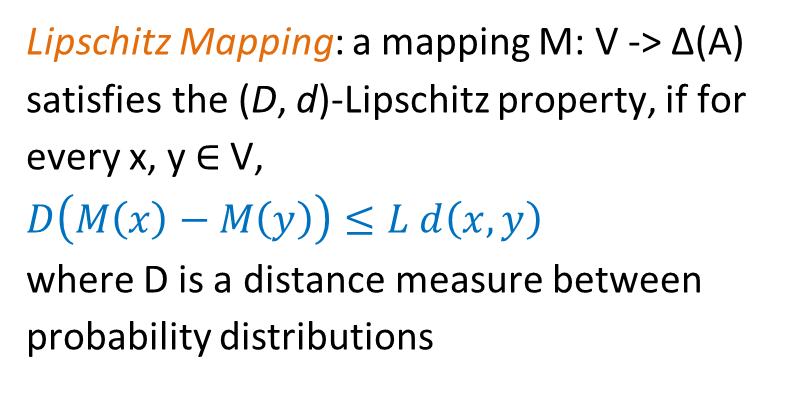 Lipschitz Mapping: a mapping M: V -> Δ(A)
satisfies the (D, d)-Lipschitz property, if for
every x, y ∈ V,
D(M(x) − M(y)) ≤ L d(x,y)
where D is a distance measure between
probability distributions